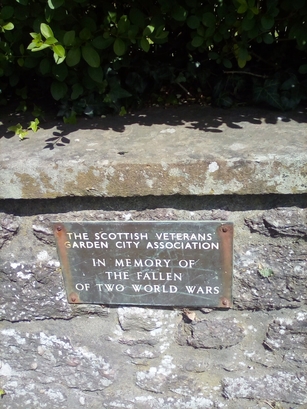 THE SCOTTISH VETERANS'
GARDEN CITY ASSOCIATION
IN MEMORY OF
THE FALLEN
OF TWO WORLD WARS